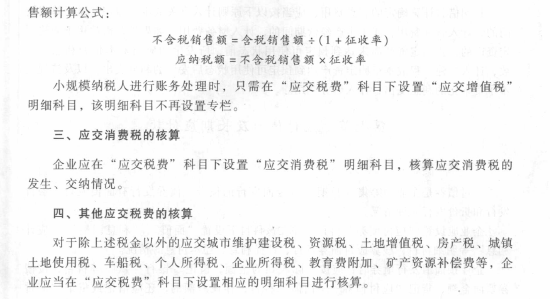 售额计算公式：
不含税销售额＝含税销售额÷(1＋征收率)
应纳税额＝不含税销售额×征收率
小规模纳税人进行账务处理时，只需在“应交税费”科目下设置“应交增值税”
明细科目，该明细科目不再设置专栏。
三、应交消费税的核算
企业应在“应交税费”科目下设置“应交消费税”明细科目，核算应交消费税的
发生、交纳情况。
四、其他应交税费的核算
对于除上述税金以外的应交城市维护建设税、资源税、土地增值税、房产税、城镇
土地使用税、车船税、个人所得税、企业所得税、教育费附加、矿产资源补偿费等，企
业应当在“应交税费”科目下设置相应的明细科目进行核算。